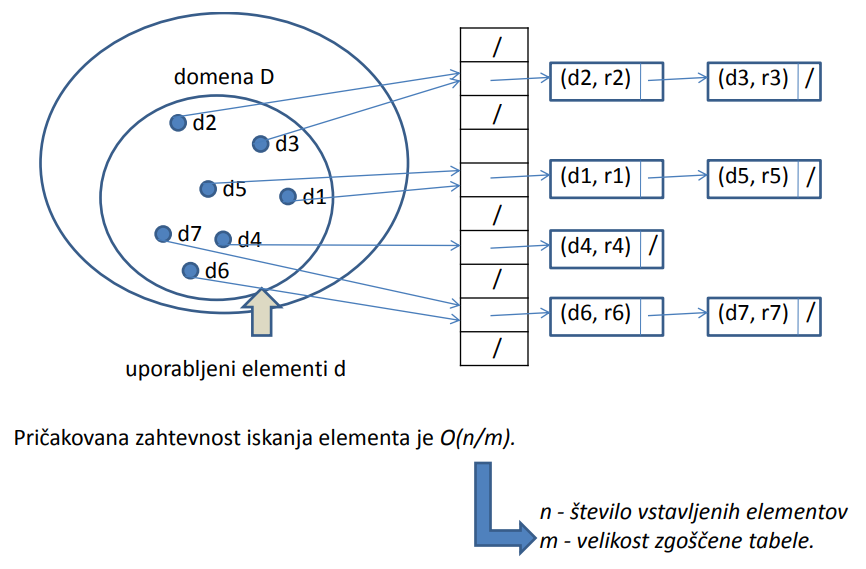 domena D
d2
d3
d5
d1
d7
d4
d6
uporabljeni elementi d
/
(d2, r2)
(d3, r3) /
/
(d1, r1)
(d5, r5) /
/
(d4, r4) /
/
(d6, r6)
(d7, r7) /
/
Pričakovana zahtevnost iskanja elementa je O(n/m).
n - število vstavljenih elementov
m - velikost zgoščene tabele.